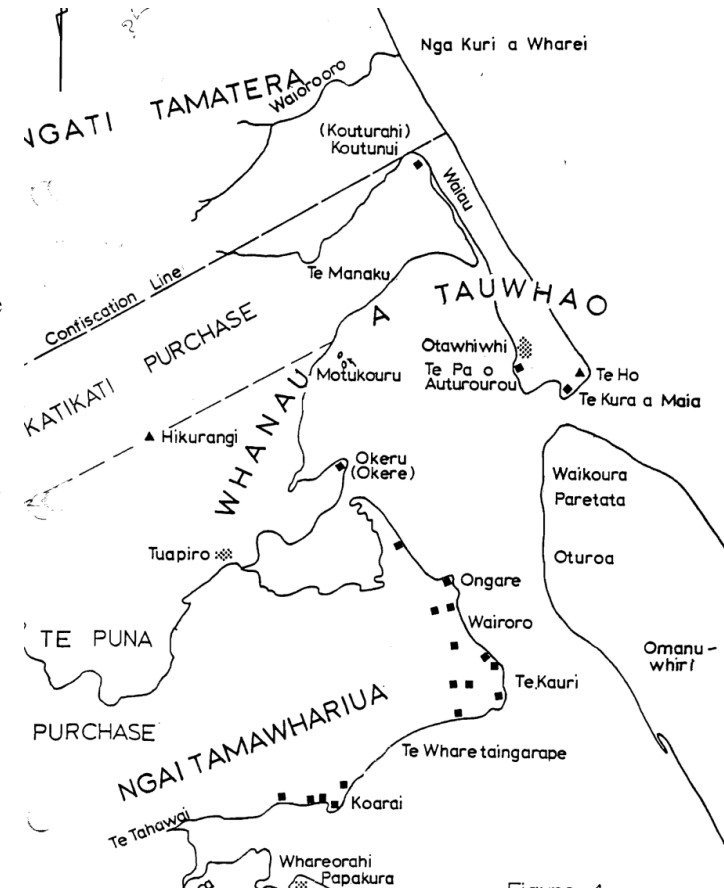 Nga Kuri a Wharei
NGATI TAMATERA
Waiorooro
(Kouturahi)
Koutunui
Waiau
Confiscation Line
Te Manaku
WHANAU A TAUWHAO
KATIKATI PURCHASE
Otawhiwhi
Te Pa o
Auturourou
Te Ho
Te Kura a Maia
Motukouru
Hikurangi
Okeru
(Okere)
Waikoura
Paretata
Tuapiro
Oturoa
Ongare
Wairoro
TE PUNA
PURCHASE
Omanu-
whiri
Te Kauri
NGAI TAMAWHARIUA
Te Whare taingarape
Koarai
Te Tahawai
Whareorahi
Papakura